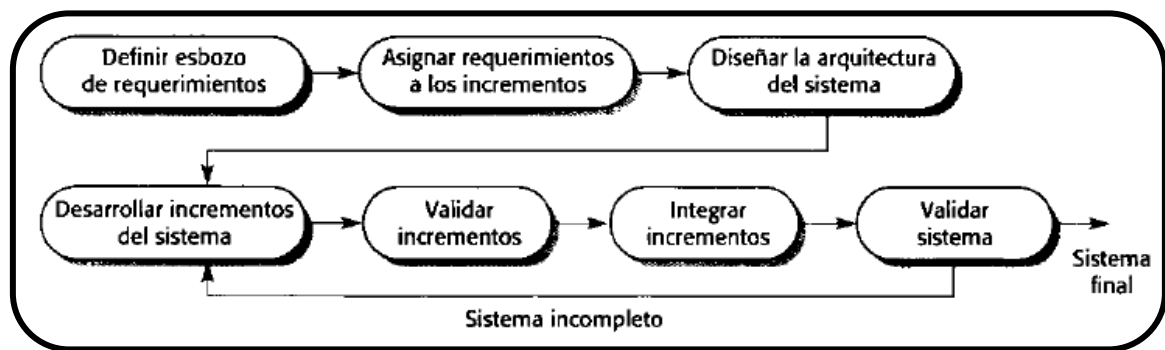 Definir esbozo
de requerimientos
Asignar requerimientos
a los incrementos
Diseñar la arquitectura
del sistema
Desarrollar incrementos
del sistema
Validar
incrementos
Integrar
incrementos
Validar
sistema
Sistema
final
Sistema incompleto